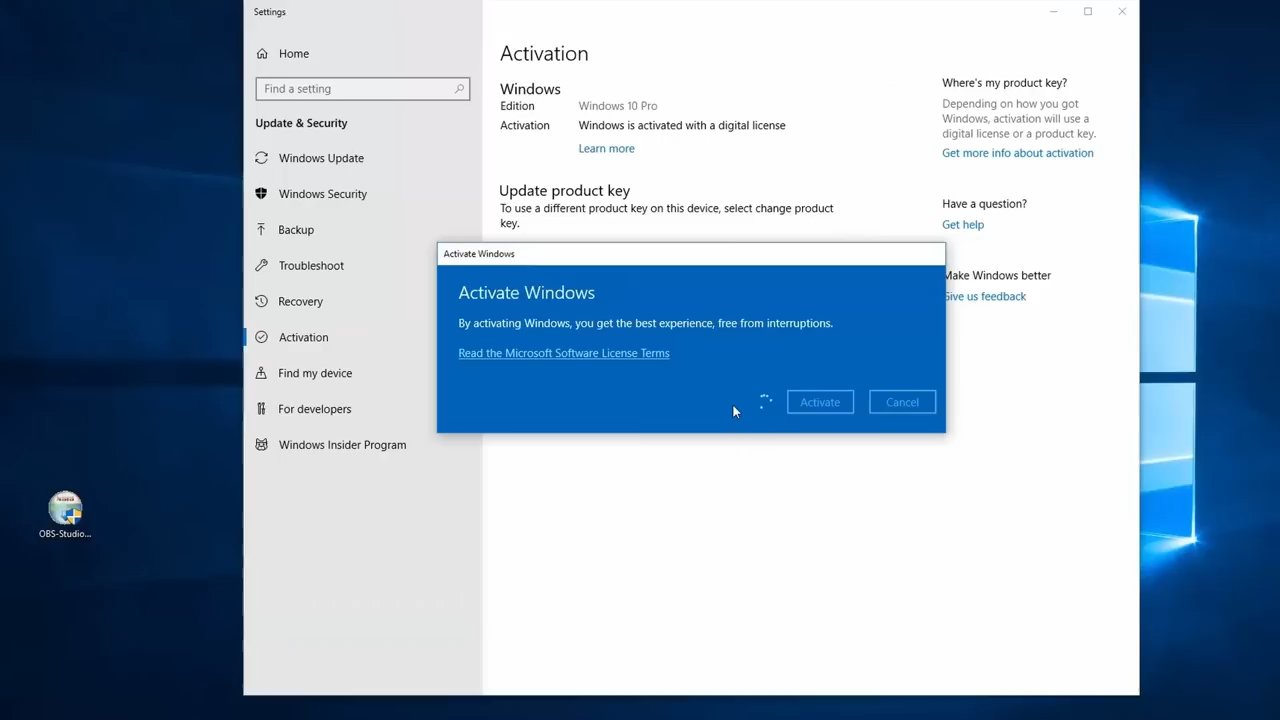 Settings
Home
Find a setting
Update & Security
Windows Update
Windows Security
Backup
Troubleshoot
Recovery
Activation
Find my device
For developers
Windows Insider Program
Activation
Windows
Edition Windows 10 Pro
Activation Windows is activated with a digital license
Learn more
Update product key
To use a different product key on this device, select change product
key.
Where's my product key?
Depending on how you got
Windows, activation will use a
digital license or a product key.
Get more info about activation
Have a question?
Get help
Make Windows better
Give us feedback
Activate Windows
Activate Windows
By activating Windows, you get the best experience, free from interruptions.
Read the Microsoft Software License Terms
Activate
Cancel
OBS-Studio...